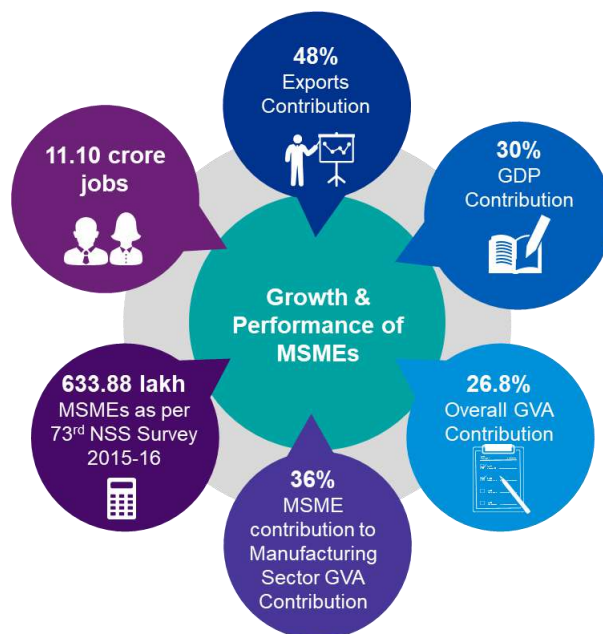 48%
Exports
Contribution
11.10 crore
jobs
30%
GDP
Contribution
Growth &
Performance of
MSMEs
633.88 lakh
MSMEs as per
73rd NSS Survey
2015-16
26.8%
Overall GVA
Contribution
36%
MSME
contribution to
Manufacturing
Sector GVA
Contribution